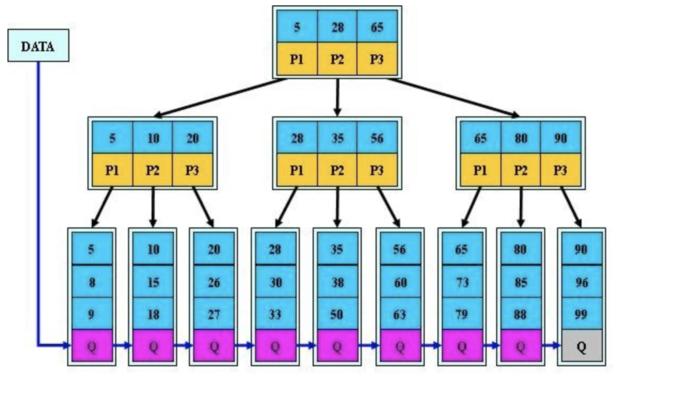 5 28 65
DATA
P1 P2 P3
5 10 20
28 35 56
65 80 90
P1 P2 P3
P1 P2 P3
P1 P2 P3
5 10 20 28 35 56 65 80 90
8 15 26 30 38 60 73 85 96
9 18 27 33 50 63 79 88 99
Q Q Q Q Q Q Q Q Q